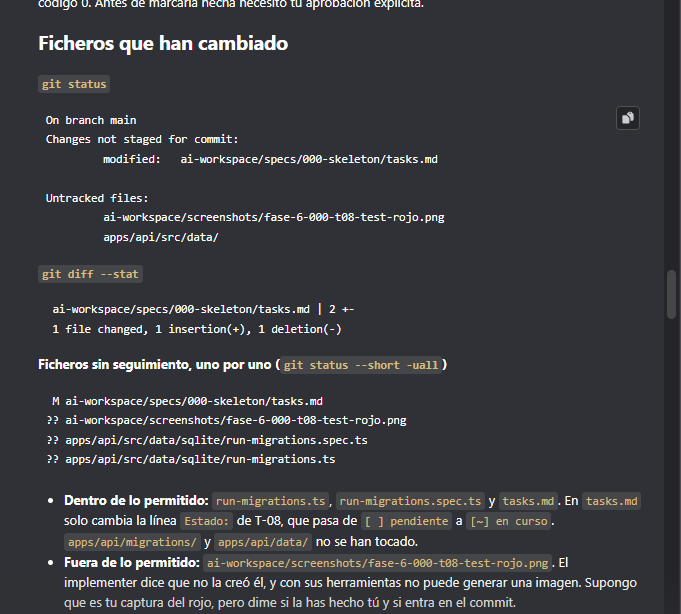 código 0. Antes de marcarla hecha necesito tu aprobación explícita.
Ficheros que han cambiado
git status
On branch main
Changes not staged for commit:
modified:   ai-workspace/specs/000-skeleton/tasks.md
Untracked files:
ai-workspace/screenshots/fase-6-000-t08-test-rojo.png
apps/api/src/data/
git diff --stat
ai-workspace/specs/000-skeleton/tasks.md | 2 +-
1 file changed, 1 insertion(+), 1 deletion(-)
Ficheros sin seguimiento, uno por uno (git status --short -uall)
M ai-workspace/specs/000-skeleton/tasks.md
?? ai-workspace/screenshots/fase-6-000-t08-test-rojo.png
?? apps/api/src/data/sqlite/run-migrations.spec.ts
?? apps/api/src/data/sqlite/run-migrations.ts
• Dentro de lo permitido: run-migrations.ts, run-migrations.spec.ts y tasks.md. En tasks.md
solo cambia la línea Estado: de T-08, que pasa de [ ] pendiente a [~] en curso.
apps/api/migrations/ y apps/api/data/ no se han tocado.
• Fuera de lo permitido: ai-workspace/screenshots/fase-6-000-t08-test-rojo.png. El
implementer dice que no la creó él, y con sus herramientas no puede generar una imagen. Supongo
que es tu captura del rojo, pero dime si la has hecho tú y si entra en el commit.